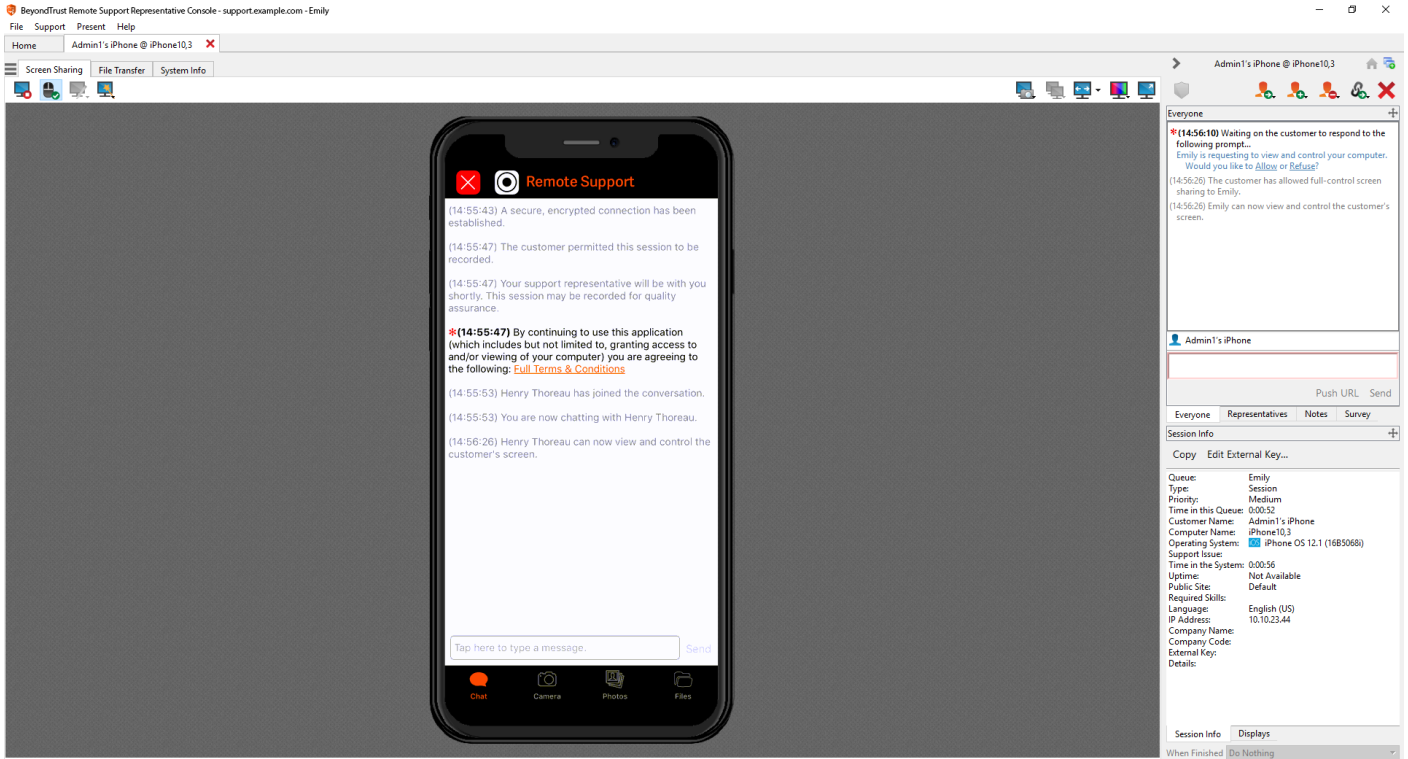 BeyondTrust Remote Support Representative Console - support.example.com - Emily
File Support Present Help
Home Admin1's iPhone @ iPhone10,3
Screen Sharing File Transfer System Info
Remote Support
(14:55:43) A secure, encrypted connection has been
established.
(14:55:47) The customer permitted this session to be
recorded.
(14:55:47) Your support representative will be with you
shortly. This session may be recorded for quality
assurance.
*(14:55:47) By continuing to use this application
(which includes but not limited to, granting access to
and/or viewing of your computer) you are agreeing to
the following: Full Terms & Conditions
(14:55:53) Henry Thoreau has joined the conversation.
(14:55:53) You are now chatting with Henry Thoreau.
(14:56:26) Henry Thoreau can now view and control the
customer's screen.
Tap here to type a message. Send
Chat Camera Photos Files
Admin1's iPhone @ iPhone10,3
Everyone
*(14:56:10) Waiting on the customer to respond to the
following prompt...
Emily is requesting to view and control your computer.
Would you like to Allow or Refuse?
(14:56:26) The customer has allowed full-control screen
sharing to Emily.
(14:56:26) Emily can now view and control the customer's
screen.
Admin1's iPhone
Push URL Send
Everyone Representatives Notes Survey
Session Info
Copy Edit External Key...
Queue: Emily
Type: Session
Priority: Medium
Time in this Queue: 0:00:52
Customer Name: Admin1's iPhone
Computer Name: iPhone10,3
Operating System: iOS iPhone OS 12.1 (16B5068i)
Support Issue:
Time in the System: 0:00:56
Uptime: Not Available
Public Site: Default
Required Skills:
Language: English (US)
IP Address: 10.10.23.44
Company Name:
Company Code:
External Key:
Details:
Session Info Displays
When Finished Do Nothing